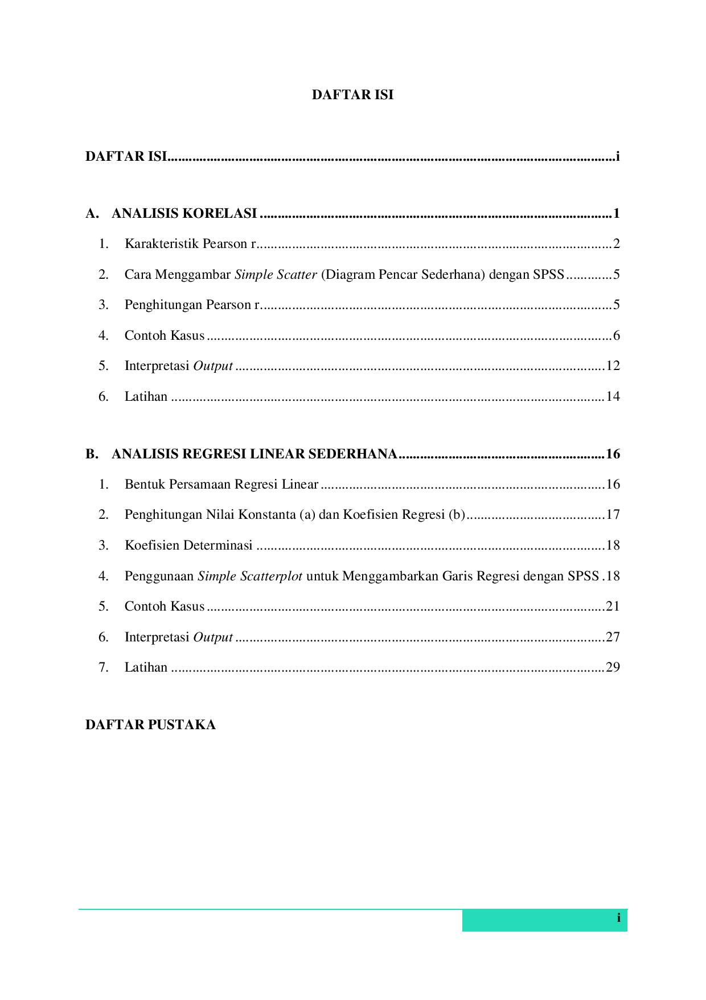 DAFTAR ISI
DAFTAR ISI..............................................................................................................................i
A. ANALISIS KORELASI ...................................................................................................1
1. Karakteristik Pearson r....................................................................................................2
2. Cara Menggambar Simple Scatter (Diagram Pencar Sederhana) dengan SPSS.............5
3. Penghitungan Pearson r...................................................................................................5
4. Contoh Kasus ..................................................................................................................6
5. Interpretasi Output ........................................................................................................12
6. Latihan ..........................................................................................................................14
B. ANALISIS REGRESI LINEAR SEDERHANA..........................................................16
1. Bentuk Persamaan Regresi Linear ................................................................................16
2. Penghitungan Nilai Konstanta (a) dan Koefisien Regresi (b).......................................17
3. Koefisien Determinasi ..................................................................................................18
4. Penggunaan Simple Scatterplot untuk Menggambarkan Garis Regresi dengan SPSS .18
5. Contoh Kasus ................................................................................................................21
6. Interpretasi Output ........................................................................................................27
7. Latihan ..........................................................................................................................29
DAFTAR PUSTAKA
i